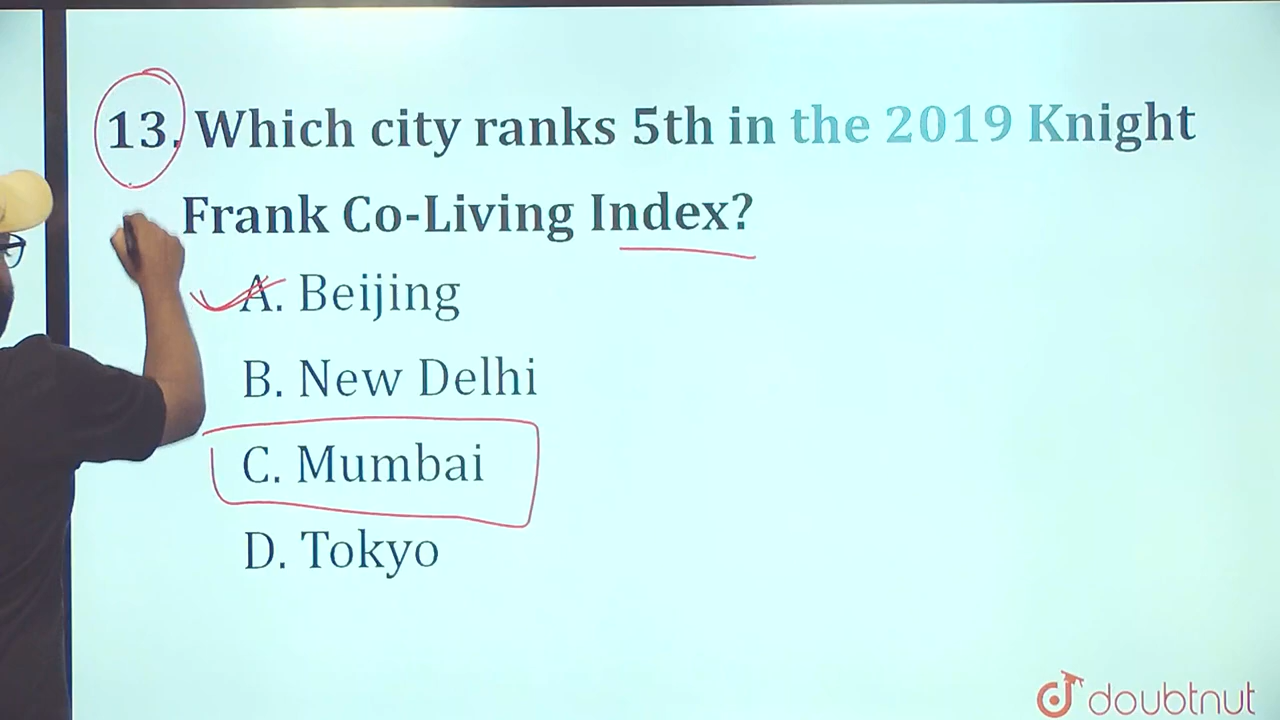 13. Which city ranks 5th in the 2019 Knight
Frank Co-Living Index?
A. Beijing
B. New Delhi
C. Mumbai
D. Tokyo
doubtnut